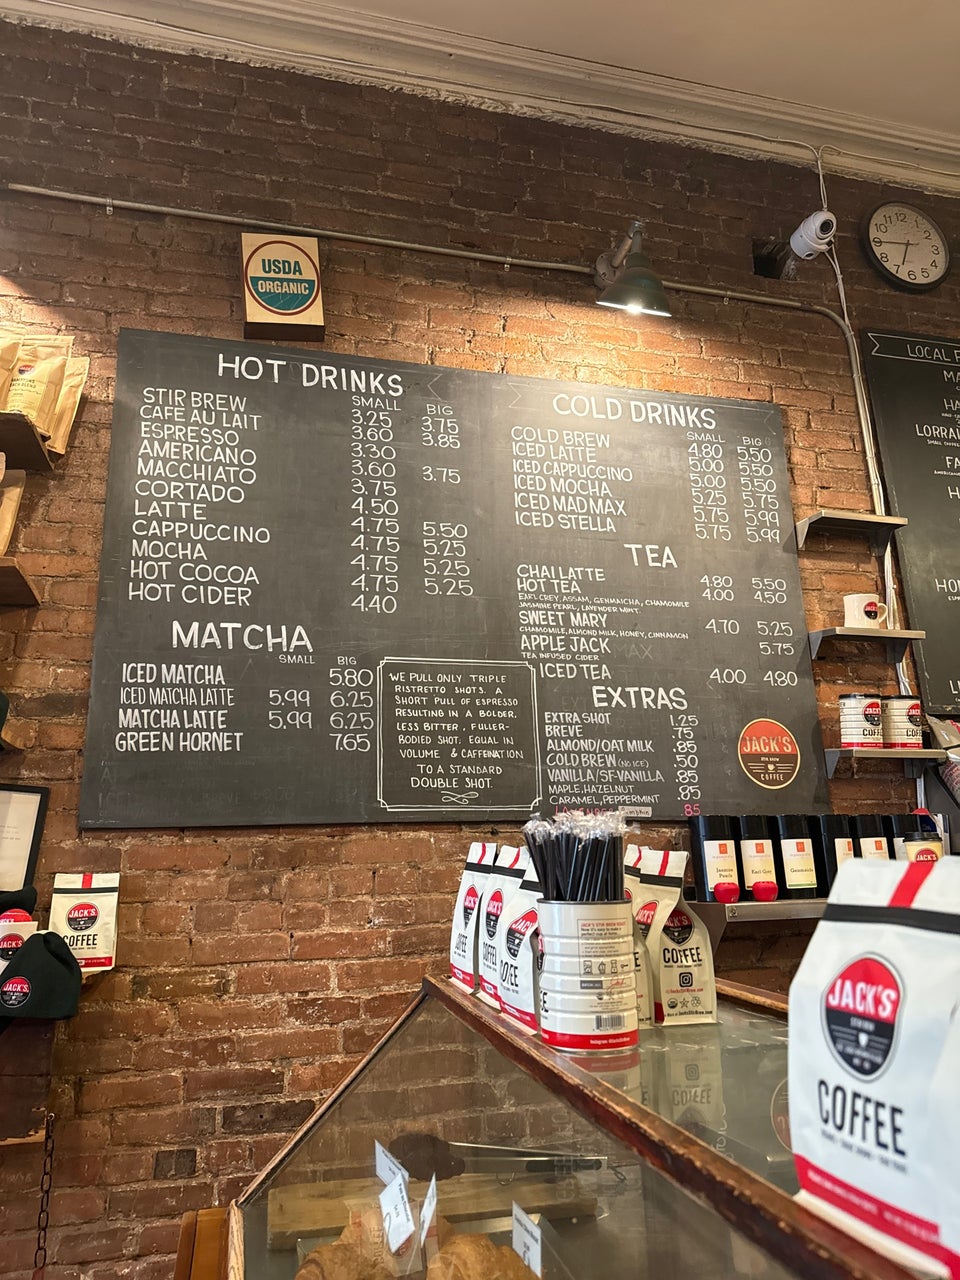 USDA
ORGANIC
HOT DRINKS
SMALL BIG
STIR BREW 3.25 3.75
CAFE AU LAIT 3.60 3.85
ESPRESSO 3.30
AMERICANO 3.60 3.75
MACCHIATO 3.75
CORTADO 4.50
LATTE 4.75 5.50
CAPPUCCINO 4.75 5.25
MOCHA 4.75 5.25
HOT COCOA 4.75 5.25
HOT CIDER 4.40
MATCHA
SMALL BIG
ICED MATCHA 5.80
ICED MATCHA LATTE 5.99 6.25
MATCHA LATTE 5.99 6.25
GREEN HORNET 7.65
WE PULL ONLY TRIPLE
RISTRETTO SHOTS. A
SHORT PULL OF ESPRESSO
RESULTING IN A BOLDER,
LESS BITTER, FULLER-
BODIED SHOT. EQUAL IN
VOLUME & CAFFEINATION
TO A STANDARD
DOUBLE SHOT.
COLD DRINKS
SMALL BIG
COLD BREW 4.80 5.50
ICED LATTE 5.00 5.50
ICED CAPPUCCINO 5.00 5.50
ICED MOCHA 5.25 5.75
ICED MAD MAX 5.75 5.99
ICED STELLA 5.75 5.99
TEA
CHAI LATTE 4.80 5.50
HOT TEA 4.00 4.50
EARL GREY, ASSAM, GENMAICHA, CHAMOMILE
JASMINE PEARL, LAVENDER MINT.
SWEET MARY 4.70 5.25
CHAMOMILE, ALMOND MILK, HONEY, CINNAMON
APPLE JACK 5.75
TEA INFUSED CIDER
ICED TEA 4.00 4.80
EXTRAS
EXTRA SHOT 1.25
BREVE .75
ALMOND/OAT MILK .85
COLD BREW (NO ICE) .50
VANILLA/SF-VANILLA .85
MAPLE, HAZELNUT
CARAMEL, PEPPERMINT .85
.85
JACK'S
STIR BREW
COFFEE
LOCAL
LORRA
12
JACK'S
COFFEE
JACK'S
JACK'S
JACK'S
COFFEE
JACK'S
COFFEE
Jasmine
Pearls
Earl Grey
Genmaicha
JACK'S
JACK'S
COFFEE